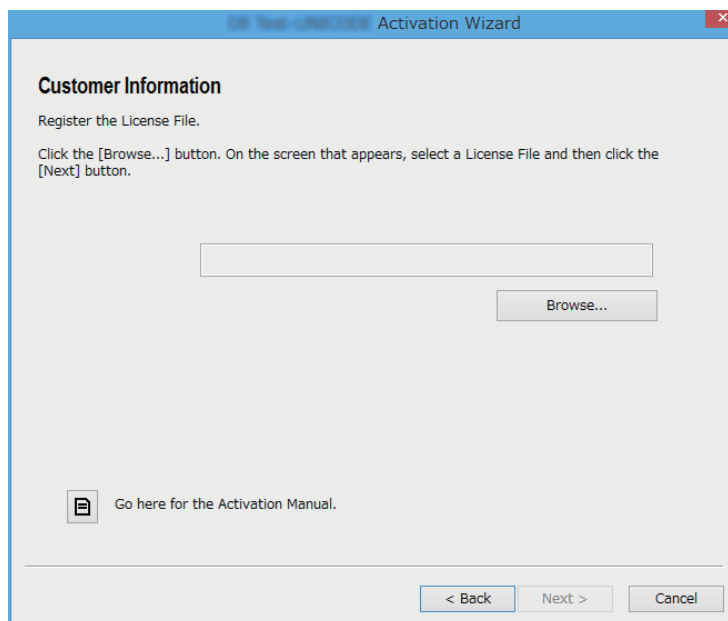 Activation Wizard
Customer Information
Register the License File.
Click the [Browse...] button. On the screen that appears, select a License File and then click the
[Next] button.
Browse...
Go here for the Activation Manual.
< Back
Next >
Cancel